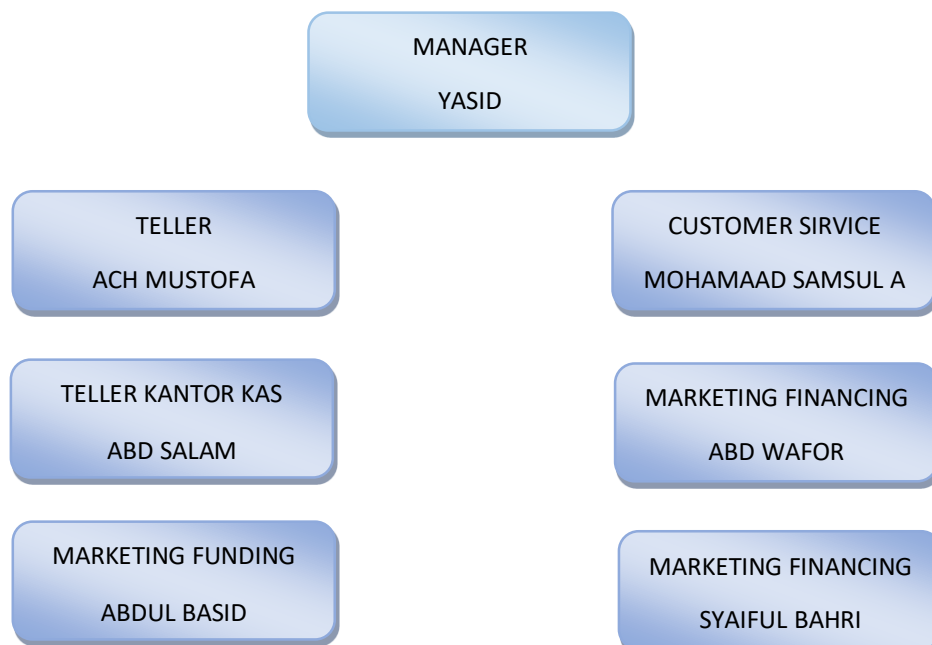 MANAGER
YASID
TELLER
ACH MUSTOFA
CUSTOMER SIRVICE
MOHAMAAD SAMSUL A
TELLER KANTOR KAS
ABD SALAM
MARKETING FINANCING
ABD WAFOR
MARKETING FUNDING
ABDUL BASID
MARKETING FINANCING
SYAIFUL BAHRI